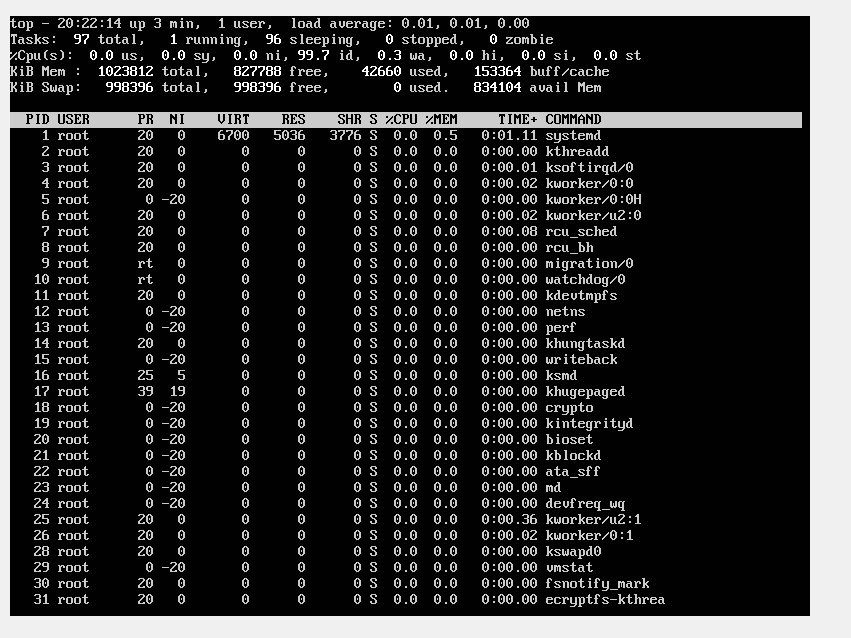 top - 20:22:14 up 3 min,  1 user,  load average: 0.01, 0.01, 0.00
Tasks:  97 total,   1 running,  96 sleeping,   0 stopped,   0 zombie
%Cpu(s):  0.0 us,  0.0 sy,  0.0 ni, 99.7 id,  0.3 wa,  0.0 hi,  0.0 si,  0.0 st
KiB Mem :  1023812 total,   827788 free,    42660 used,   153364 buff/cache
KiB Swap:   998396 total,   998396 free,        0 used.   834104 avail Mem
PID USER      PR  NI    VIRT    RES    SHR S %CPU %MEM     TIME+ COMMAND
1 root      20   0    6700   5036   3776 S  0.0  0.5   0:01.11 systemd
2 root      20   0       0      0      0 S  0.0  0.0   0:00.00 kthreadd
3 root      20   0       0      0      0 S  0.0  0.0   0:00.01 ksoftirqd/0
4 root      20   0       0      0      0 S  0.0  0.0   0:00.02 kworker/0:0
5 root       0 -20       0      0      0 S  0.0  0.0   0:00.00 kworker/0:0H
6 root      20   0       0      0      0 S  0.0  0.0   0:00.02 kworker/u2:0
7 root      20   0       0      0      0 S  0.0  0.0   0:00.08 rcu_sched
8 root      20   0       0      0      0 S  0.0  0.0   0:00.00 rcu_bh
9 root      rt   0       0      0      0 S  0.0  0.0   0:00.00 migration/0
10 root      rt   0       0      0      0 S  0.0  0.0   0:00.00 watchdog/0
11 root      20   0       0      0      0 S  0.0  0.0   0:00.00 kdevtmpfs
12 root       0 -20       0      0      0 S  0.0  0.0   0:00.00 netns
13 root       0 -20       0      0      0 S  0.0  0.0   0:00.00 perf
14 root      20   0       0      0      0 S  0.0  0.0   0:00.00 khungtaskd
15 root       0 -20       0      0      0 S  0.0  0.0   0:00.00 writeback
16 root      25   5       0      0      0 S  0.0  0.0   0:00.00 ksmd
17 root      39  19       0      0      0 S  0.0  0.0   0:00.00 khugepaged
18 root       0 -20       0      0      0 S  0.0  0.0   0:00.00 crypto
19 root       0 -20       0      0      0 S  0.0  0.0   0:00.00 kintegrityd
20 root       0 -20       0      0      0 S  0.0  0.0   0:00.00 bioset
21 root       0 -20       0      0      0 S  0.0  0.0   0:00.00 kblockd
22 root       0 -20       0      0      0 S  0.0  0.0   0:00.00 ata_sff
23 root       0 -20       0      0      0 S  0.0  0.0   0:00.00 md
24 root       0 -20       0      0      0 S  0.0  0.0   0:00.00 devfreq_wq
25 root      20   0       0      0      0 S  0.0  0.0   0:00.36 kworker/u2:1
26 root      20   0       0      0      0 S  0.0  0.0   0:00.02 kworker/0:1
28 root      20   0       0      0      0 S  0.0  0.0   0:00.00 kswapd0
29 root       0 -20       0      0      0 S  0.0  0.0   0:00.00 vmstat
30 root      20   0       0      0      0 S  0.0  0.0   0:00.00 fsnotify_mark
31 root      20   0       0      0      0 S  0.0  0.0   0:00.00 ecryptfs-kthrea